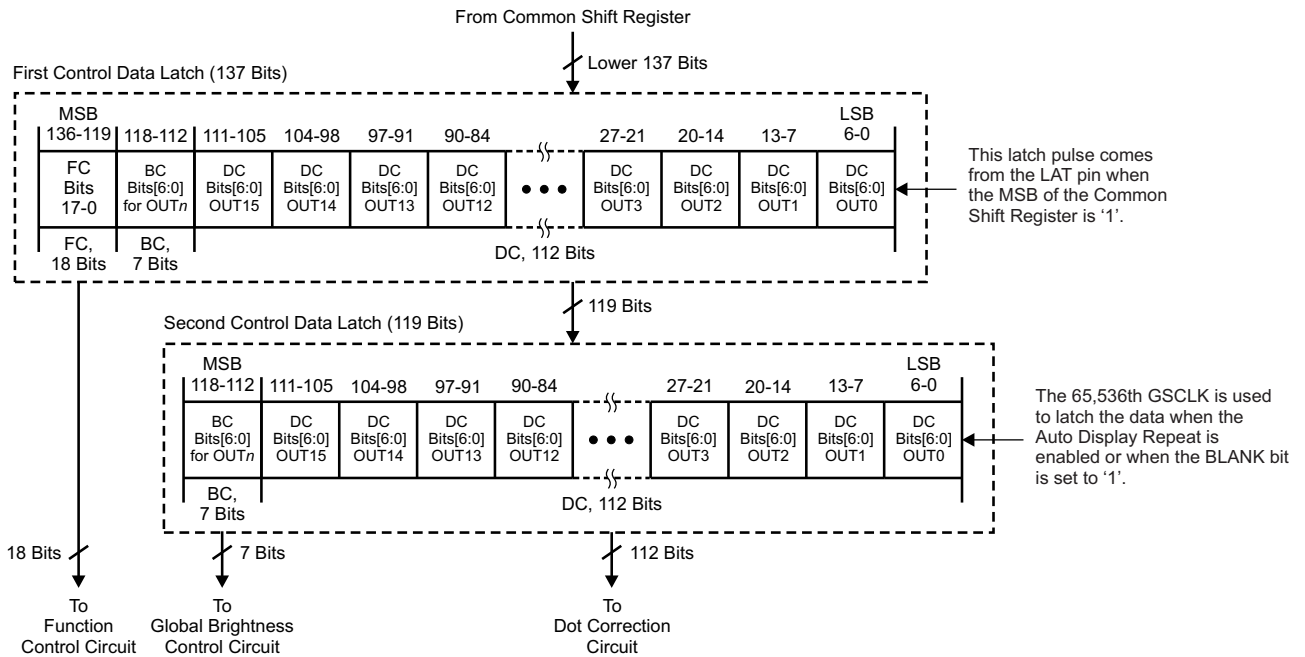 From Common Shift Register
Lower 137 Bits
First Control Data Latch (137 Bits)
MSB LSB
136-119 118-112 111-105 104-98 97-91 90-84 27-21 20-14 13-7 6-0
FC BC DC DC DC DC DC DC DC DC
Bits Bits[6:0] Bits[6:0] Bits[6:0] Bits[6:0] Bits[6:0] ••• Bits[6:0] Bits[6:0] Bits[6:0] Bits[6:0]
17-0 for OUTn OUT15 OUT14 OUT13 OUT12 OUT3 OUT2 OUT1 OUT0
FC, BC, DC, 112 Bits
18 Bits 7 Bits
This latch pulse comes
from the LAT pin when
the MSB of the Common
Shift Register is ‘1’.
119 Bits
Second Control Data Latch (119 Bits)
MSB LSB
118-112 111-105 104-98 97-91 90-84 27-21 20-14 13-7 6-0
BC DC DC DC DC DC DC DC DC
Bits[6:0] Bits[6:0] Bits[6:0] Bits[6:0] Bits[6:0] ••• Bits[6:0] Bits[6:0] Bits[6:0] Bits[6:0]
for OUTn OUT15 OUT14 OUT13 OUT12 OUT3 OUT2 OUT1 OUT0
BC, DC, 112 Bits
7 Bits
The 65,536th GSCLK is used
to latch the data when the
Auto Display Repeat is
enabled or when the BLANK bit
is set to ‘1’.
18 Bits 7 Bits 112 Bits
To To To
Function Global Brightness Dot Correction
Control Circuit Control Circuit Circuit